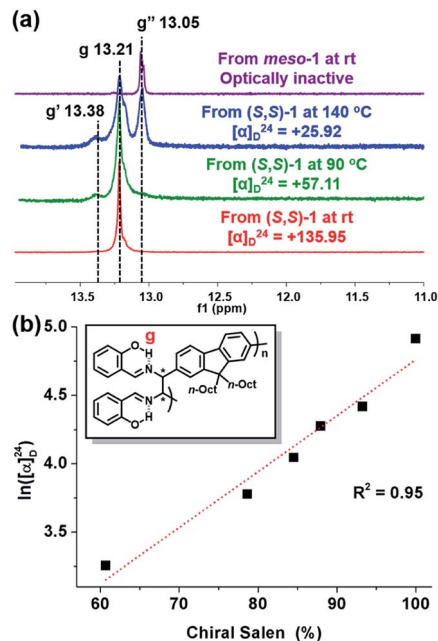 (a)
g" 13.05
g 13.21
From meso-1 at rt
Optically inactive
g' 13.38
From (S,S)-1 at 140 °C
[α]D24 = +25.92
From (S,S)-1 at 90 °C
[α]D24 = +57.11
From (S,S)-1 at rt
[α]D24 = +135.95
13.5 13.0 12.5 12.0 11.5 11.0
f1 (ppm)
(b)
5.0
g
O H
N *
n
n-Oct n-Oct
N *
O H
4.5
ln([α]D24)
4.0
R2 = 0.95
3.5
60 70 80 90 100
Chiral Salen (%)